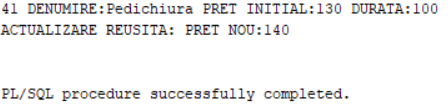 41 DENUMIRE:Pedichiura PRET INITIAL:130 DURATA:100
ACTUALIZARE REUSITA: PRET NOU:140
PL/SQL procedure successfully completed.